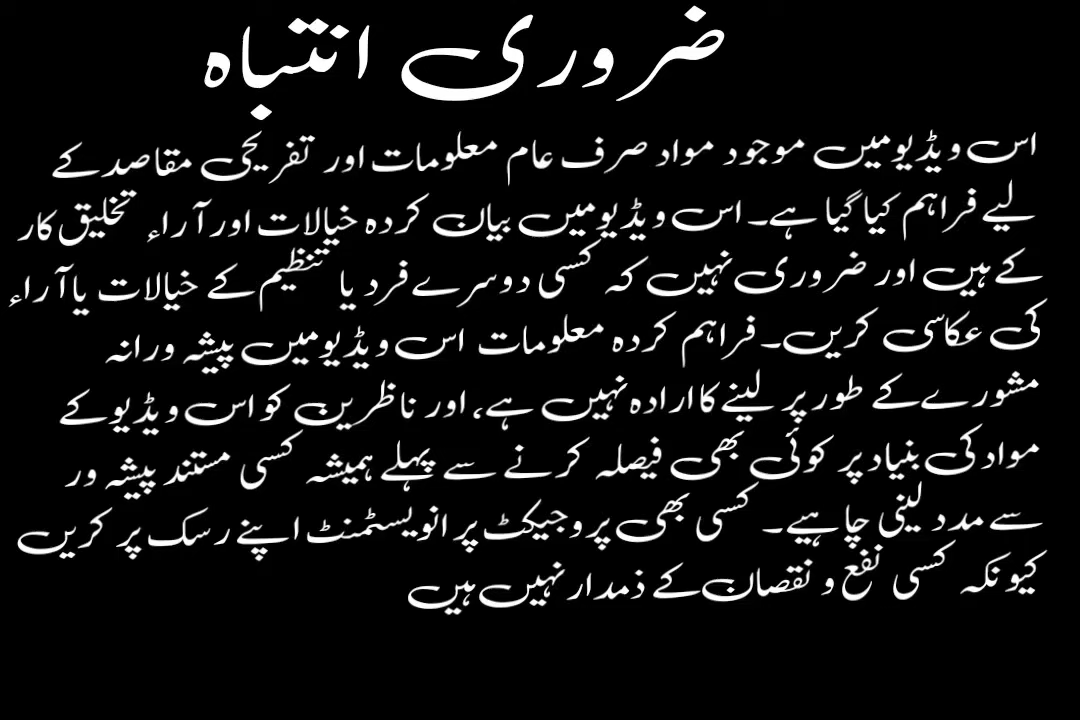 ضروری انتباہ
اس ویڈیو میں موجود مواد صرف عام معلومات اور تفریحی مقاصد کے
لیے فراہم کیا گیا ہے۔ اس ویڈیو میں بیان کردہ خیالات اور آراء تخلیق کار
کے ہیں اور ضروری نہیں کہ کسی دوسرے فرد یا تنظیم کے خیالات یا آراء
کی عکاسی کریں۔ فراہم کردہ معلومات اس ویڈیو میں پیشہ ورانہ
مشورے کے طور پر لینے کا ارادہ نہیں ہے، اور ناظرین کو اس ویڈیو کے
مواد کی بنیاد پر کوئی بھی فیصلہ کرنے سے پہلے ہمیشہ کسی مستند پیشہ ور
سے مدد لینی چاہیے۔ کسی بھی پروجیکٹ پر انویسٹمنٹ اپنے رسک پر کریں
کیونکہ کسی نفع و نقصان کے ذمدار نہیں ہیں